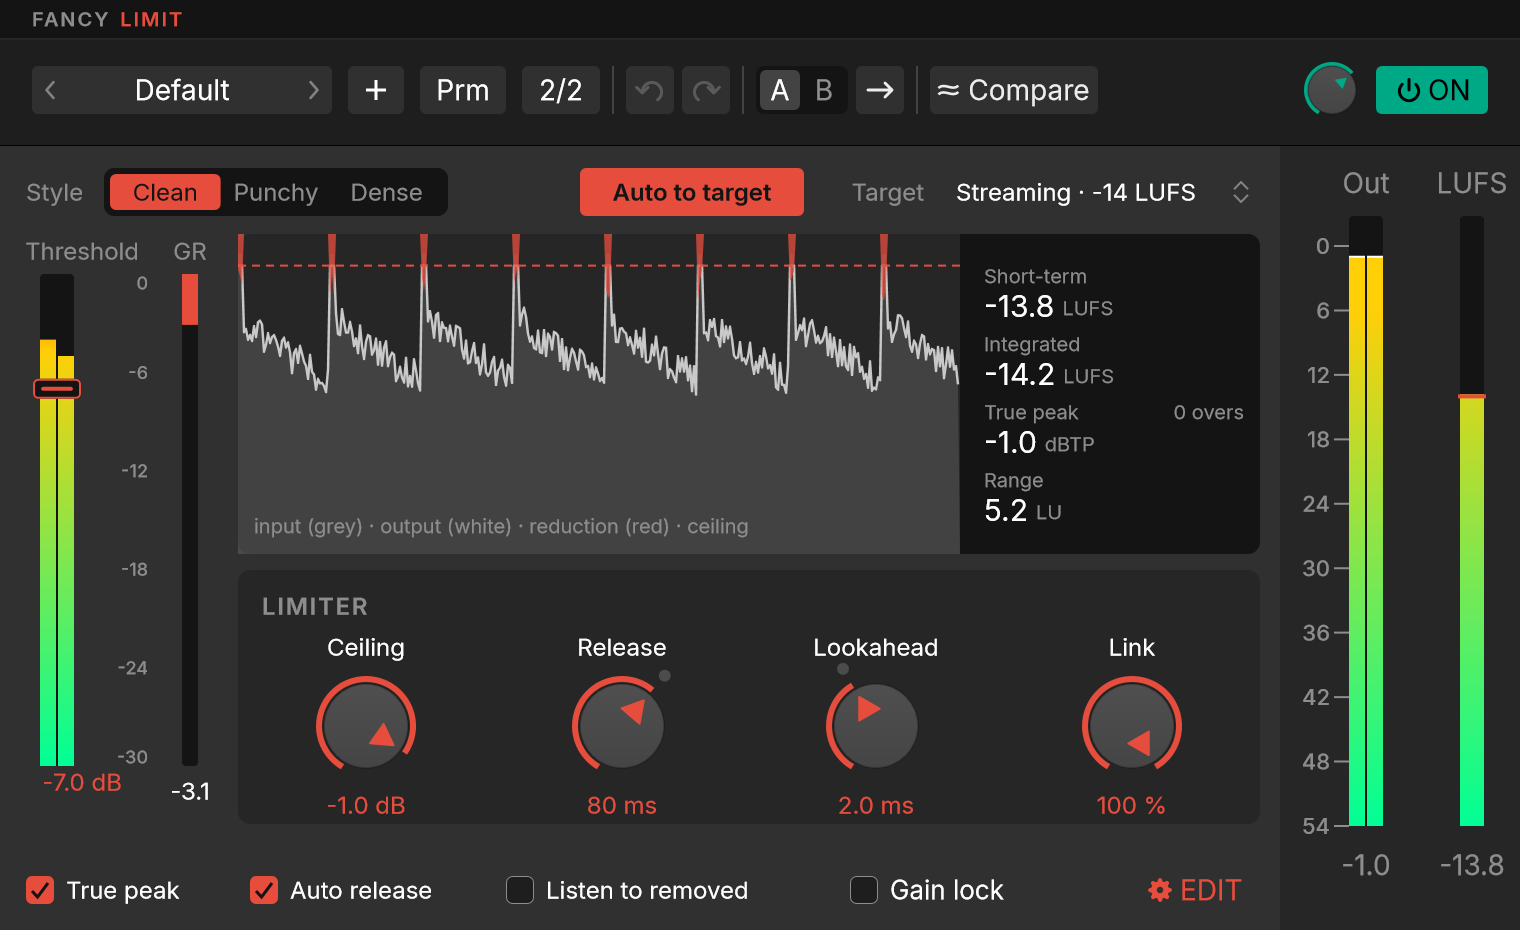 FANCY LIMIT
Default
+
Prm
2/2
A B
≈ Compare
ON
Style
Clean Punchy Dense
Auto to target
Target
Streaming · -14 LUFS
Out LUFS
Threshold GR
0
-6
-12
-18
-24
-30
-7.0 dB
-3.1
input (grey) · output (white) · reduction (red) · ceiling
Short-term
-13.8 LUFS
Integrated
-14.2 LUFS
True peak 0 overs
-1.0 dBTP
Range
5.2 LU
LIMITER
Ceiling Release Lookahead Link
-1.0 dB 80 ms 2.0 ms 100 %
0
6
12
18
24
30
36
42
48
54
-1.0 -13.8
True peak
Auto release
Listen to removed
Gain lock
EDIT